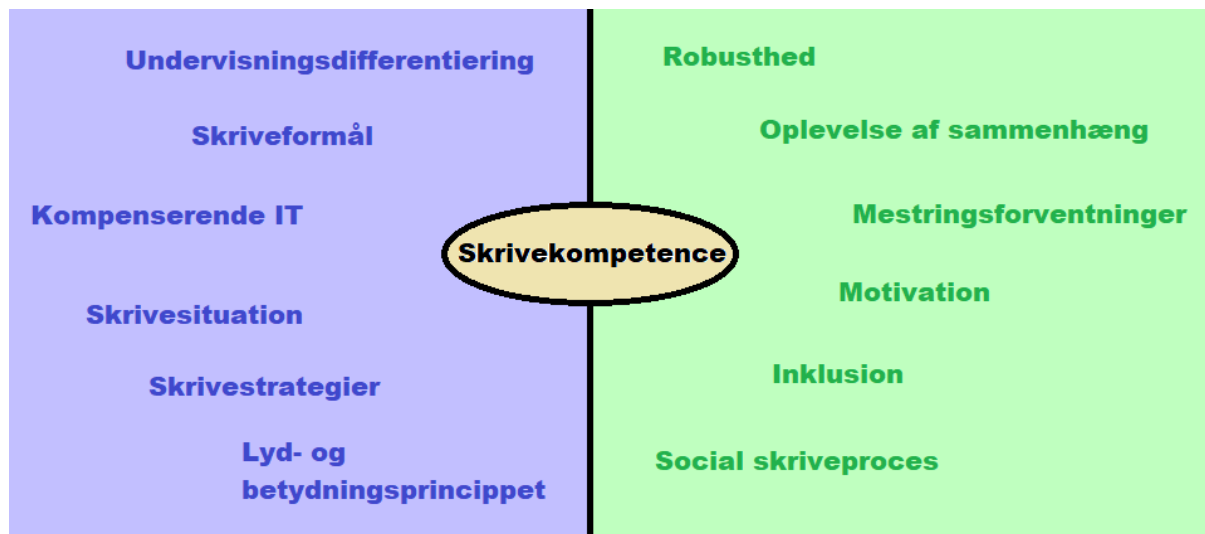 Undervisningsdifferentiering
Skriveformål
Kompenserende IT
Skrivesituation
Skrivestrategier
Lyd- og
betydningsprincippet
Skrivekompetence
Robusthed
Oplevelse af sammenhæng
Mestringsforventninger
Motivation
Inklusion
Social skriveproces